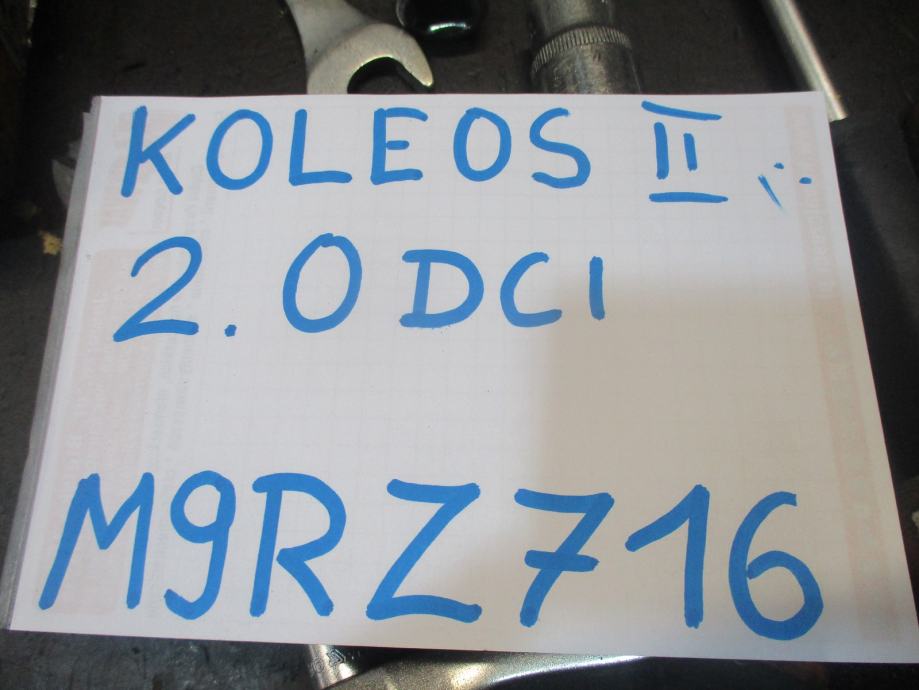 KOLEOS II
2.0 DCI
M9RZ716